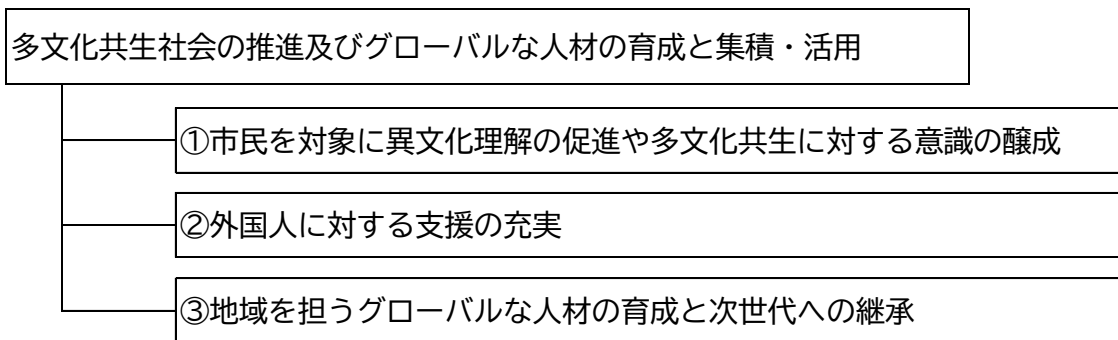 多文化共生社会の推進及びグローバルな人材の育成と集積・活用
①市民を対象に異文化理解の促進や多文化共生に対する意識の醸成
②外国人に対する支援の充実
③地域を担うグローバルな人材の育成と次世代への継承